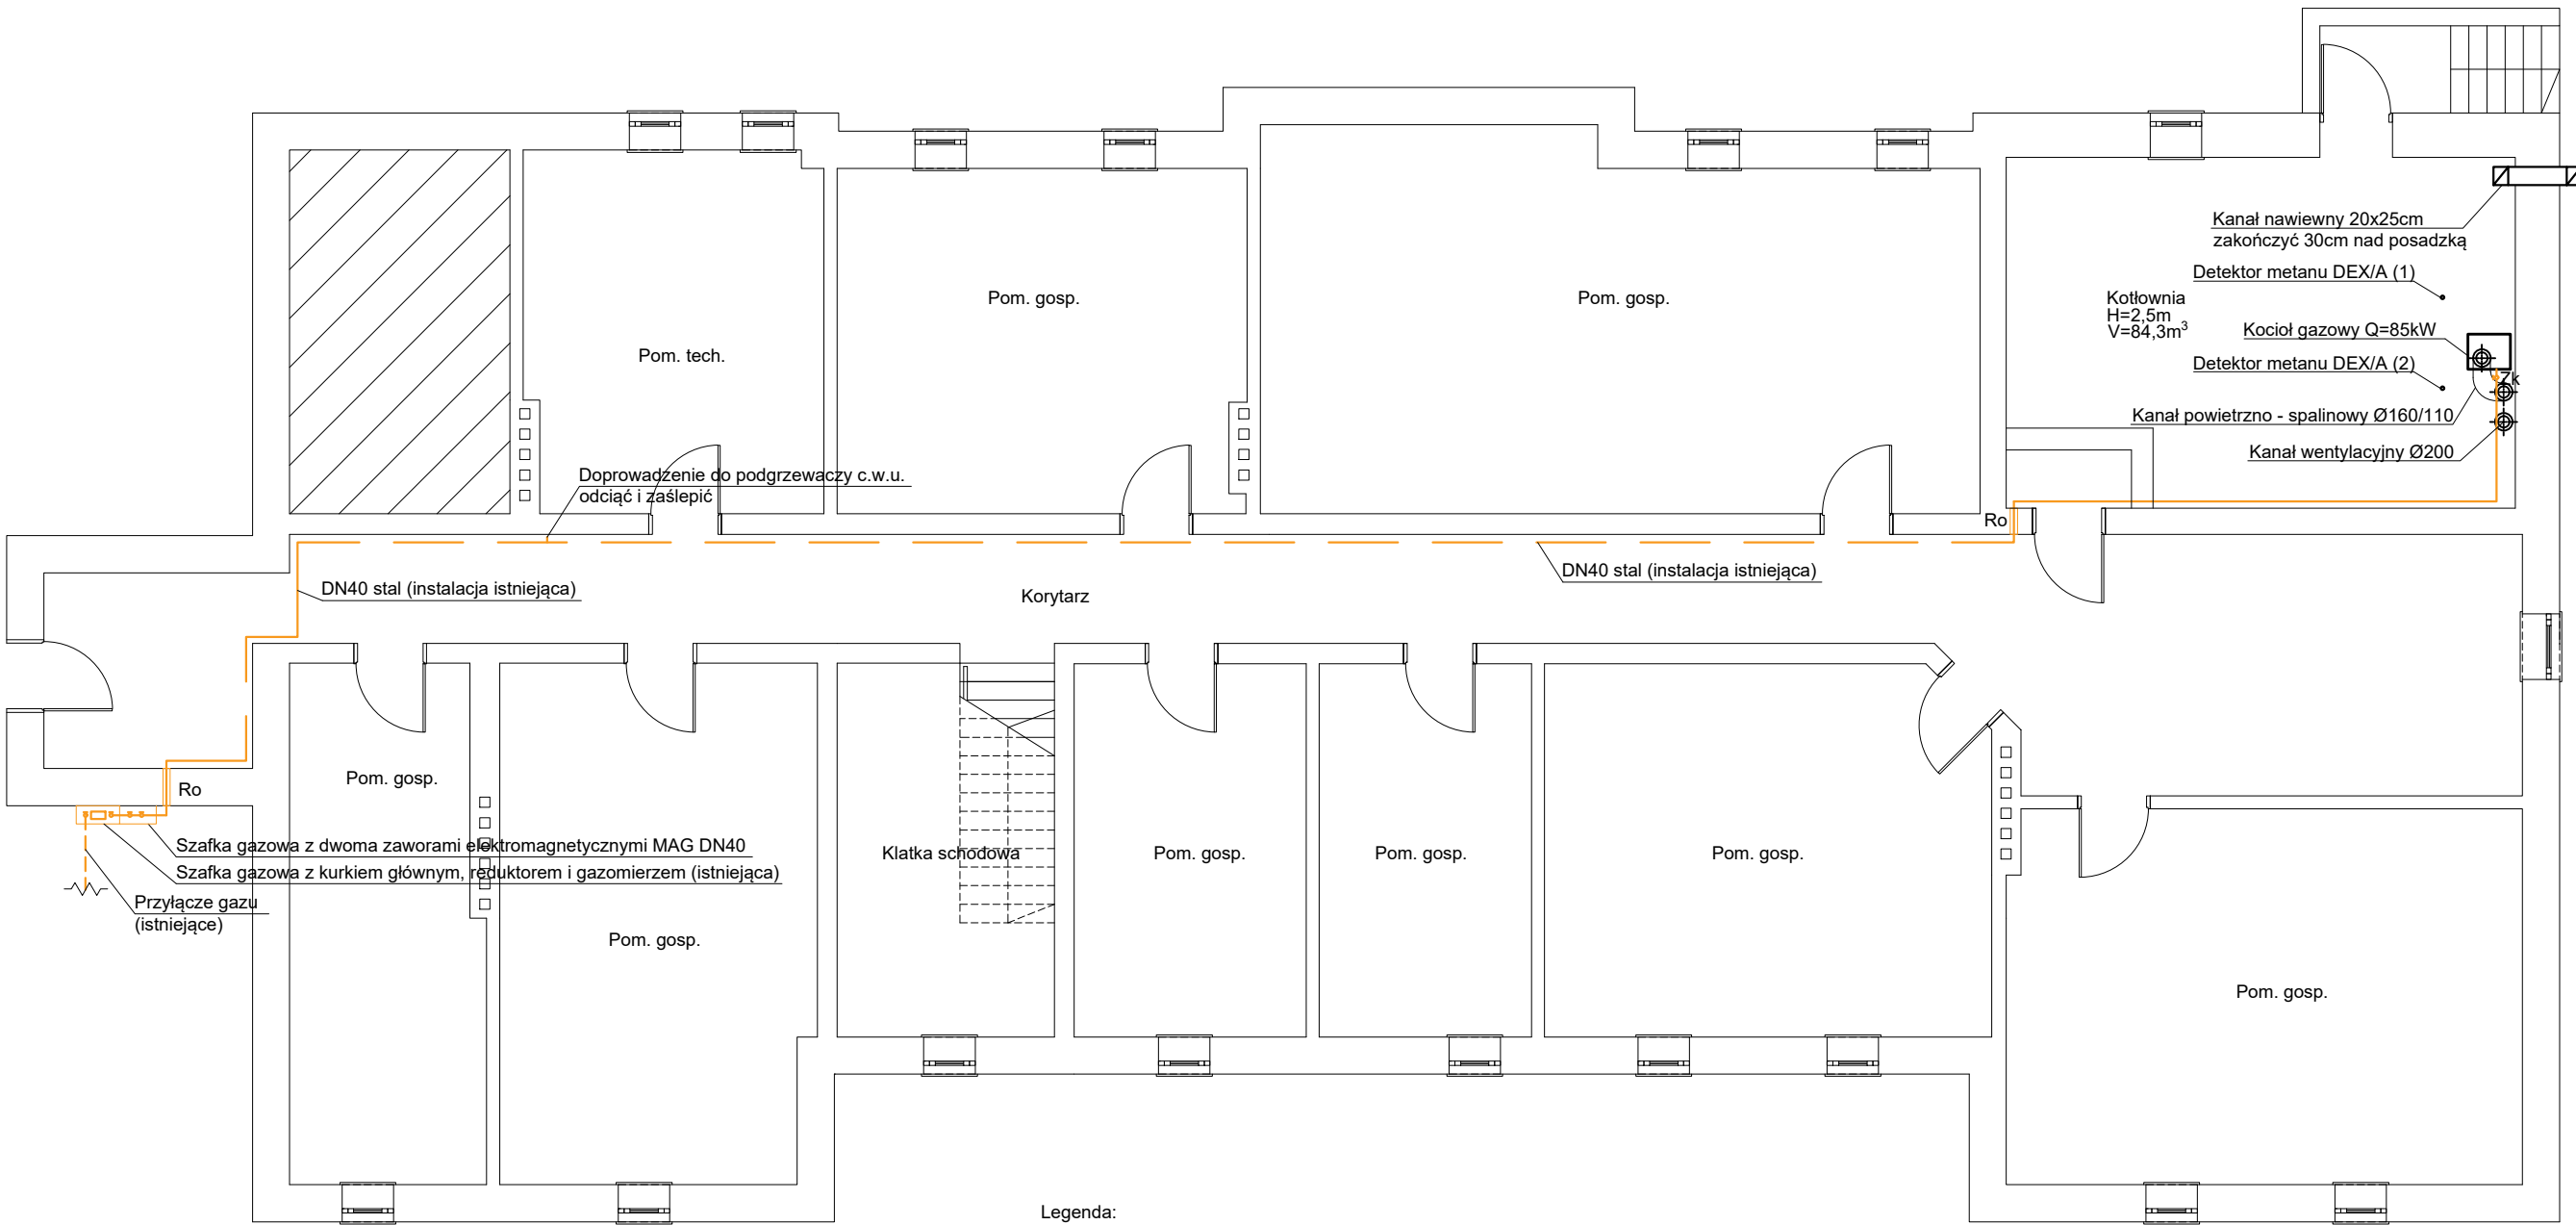 Kanał nawiewny 20x25cm
zakończyć 30cm nad posadzką
Detektor metanu DEX/A (1)
Kotłownia
H=2,5m
V=84,3m³
Kocioł gazowy Q=85kW
Detektor metanu DEX/A (2)
Zk
Kanał powietrzno - spalinowy Ø160/110
Kanał wentylacyjny Ø200
Pom. gosp.
Pom. gosp.
Pom. tech.
Doprowadzenie do podgrzewaczy c.w.u.
odciąć i zaślepić
Ro
DN40 stal (instalacja istniejąca)
DN40 stal (instalacja istniejąca)
Korytarz
Pom. gosp.
Ro
Szafka gazowa z dwoma zaworami elektromagnetycznymi MAG DN40
Szafka gazowa z kurkiem głównym, reduktorem i gazomierzem (istniejąca)
Przyłącze gazu
(istniejące)
Klatka schodowa
Pom. gosp.
Pom. gosp.
Pom. gosp.
Pom. gosp.
Pom. gosp.
Legenda: